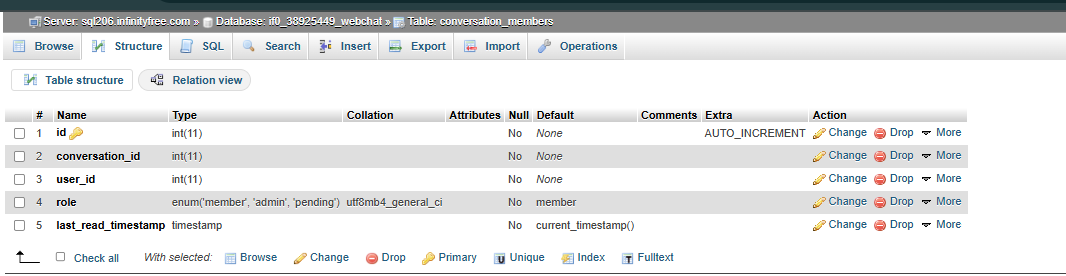 Server: sql206.infinityfree.com » Database: if0_38925449_webchat » Table: conversation_members
Browse Structure SQL Search Insert Export Import Operations
Table structure Relation view
# Name Type Collation Attributes Null Default Comments Extra Action
1 id int(11) No None AUTO_INCREMENT Change Drop More
2 conversation_id int(11) No None Change Drop More
3 user_id int(11) No None Change Drop More
4 role enum('member', 'admin', 'pending') utf8mb4_general_ci No member Change Drop More
5 last_read_timestamp timestamp No current_timestamp() Change Drop More
Check all With selected: Browse Change Drop Primary Unique Index Fulltext